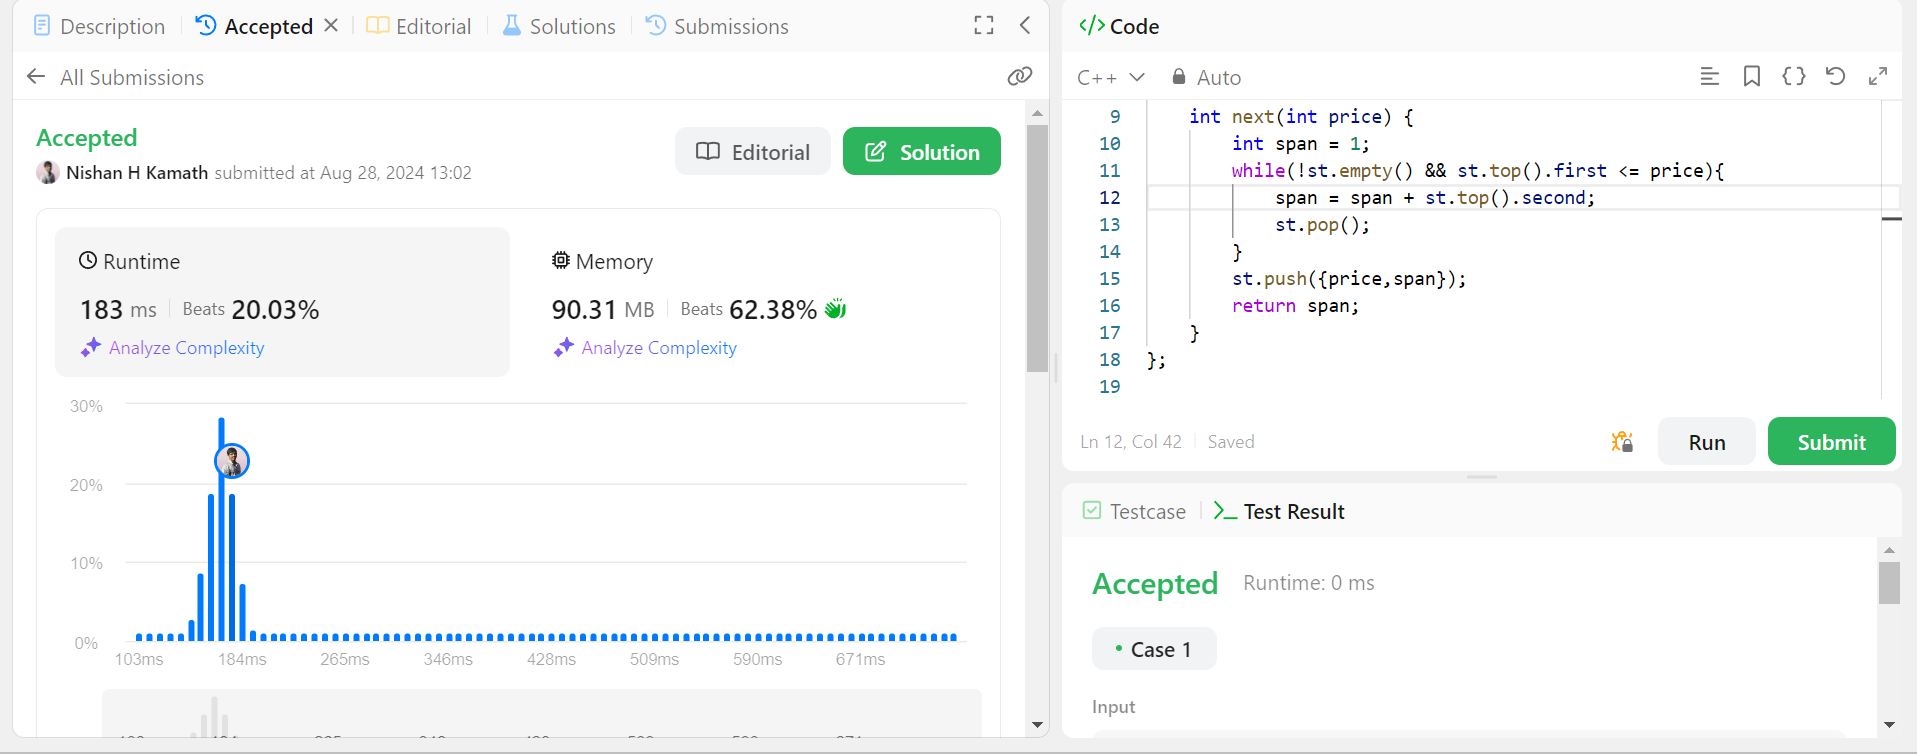 Description Accepted Editorial Solutions Submissions
All Submissions
Accepted
Nishan H Kamath submitted at Aug 28, 2024 13:02
Editorial Solution
Runtime
183 ms Beats 20.03%
Analyze Complexity
Memory
90.31 MB Beats 62.38%
Analyze Complexity
30%
20%
10%
0%
103ms 184ms 265ms 346ms 428ms 509ms 590ms 671ms
</> Code
C++ Auto
9 int next(int price) {
10 int span = 1;
11 while(!st.empty() && st.top().first <= price){
12 span = span + st.top().second;
13 st.pop();
14 }
15 st.push({price,span});
16 return span;
17 }
18 };
19
Ln 12, Col 42 Saved
Run Submit
Testcase >_ Test Result
Accepted Runtime: 0 ms
Case 1
Input